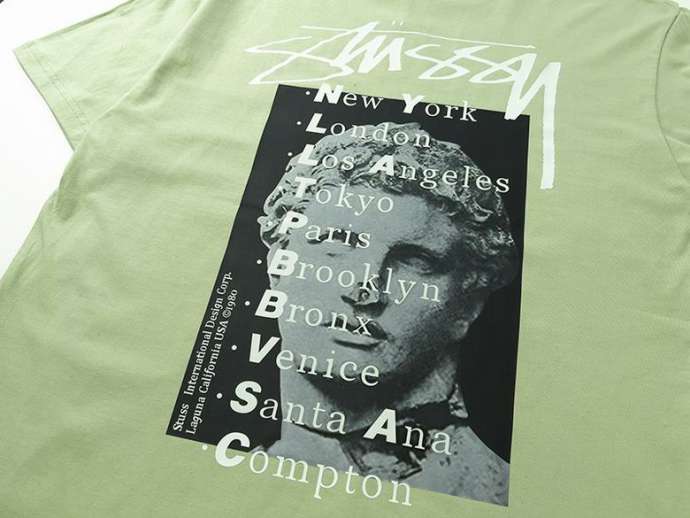 Stüssy
New York
London
Los Angeles
Tokyo
Paris
Brooklyn
Bronx
Venice
Santa Ana
Compton
Stuss International Design Corp.
Laguna California USA ©1980